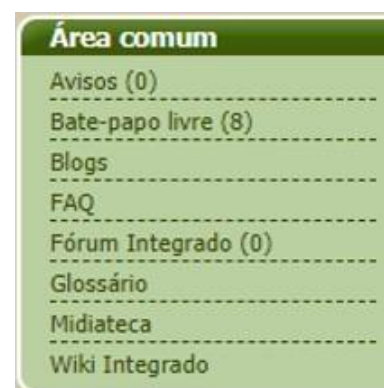 Área comum
Avisos (0)
Bate-papo livre (8)
Blogs
FAQ
Fórum Integrado (0)
Glossário
Midiateca
Wiki Integrado